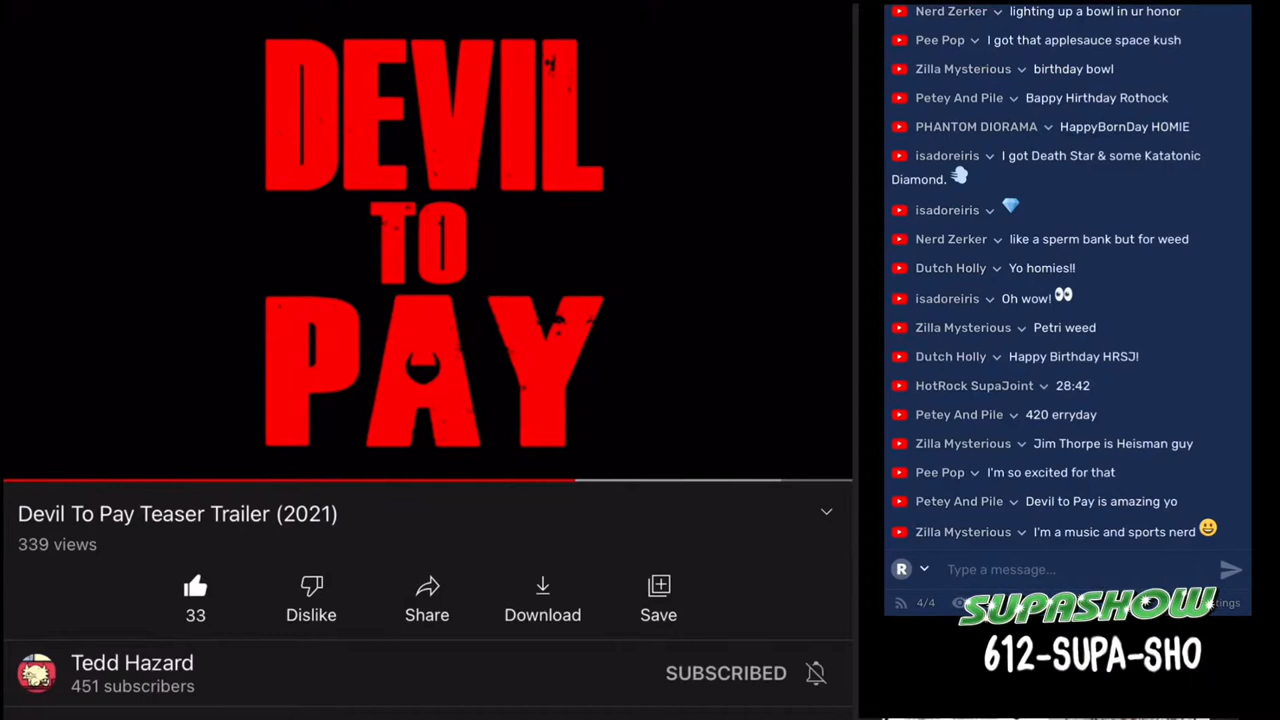 DEVIL
TO
PAY
Devil To Pay Teaser Trailer (2021)
339 views
33
Dislike
Share
Download
Save
Tedd Hazard
451 subscribers
SUBSCRIBED
Nerd Zerker lighting up a bowl in ur honor
Pee Pop I got that applesauce space kush
Zilla Mysterious birthday bowl
Petey And Pile Bappy Hirthday Rothock
PHANTOM DIORAMA HappyBornDay HOMIE
isadoreiris I got Death Star & some Katatonic
Diamond. 💨
isadoreiris 💎
Nerd Zerker like a sperm bank but for weed
Dutch Holly Yo homies!!
isadoreiris Oh wow! 👀
Zilla Mysterious Petri weed
Dutch Holly Happy Birthday HRSJ!
HotRock SupaJoint 28:42
Petey And Pile 420 erryday
Zilla Mysterious Jim Thorpe is Heisman guy
Pee Pop I'm so excited for that
Petey And Pile Devil to Pay is amazing yo
Zilla Mysterious I'm a music and sports nerd 😀
R Type a message...
4/4
SUPASHOW
612-SUPA-SHO